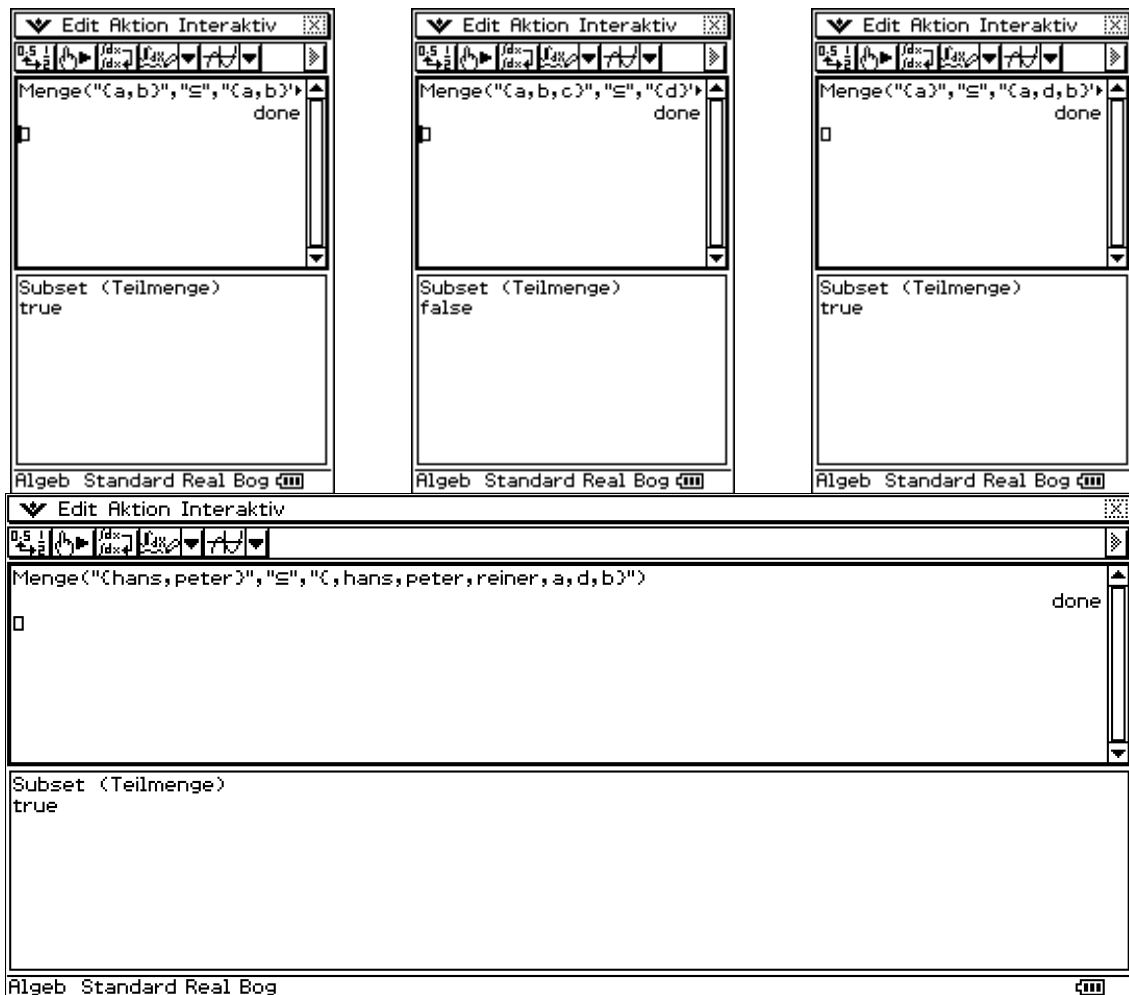 Edit Aktion Interaktiv
Menge("{a,b}","⊆","{a,b}"
done
Subset (Teilmenge)
true
Algeb Standard Real Bog
Edit Aktion Interaktiv
Menge("{a,b,c}","⊆","{d}"
done
Subset (Teilmenge)
false
Algeb Standard Real Bog
Edit Aktion Interaktiv
Menge("{a}","⊆","{a,d,b}"
done
Subset (Teilmenge)
true
Algeb Standard Real Bog
Edit Aktion Interaktiv
Menge("{hans,peter}","⊆","{,hans,peter,reiner,a,d,b}")
done
Subset (Teilmenge)
true
Algeb Standard Real Bog